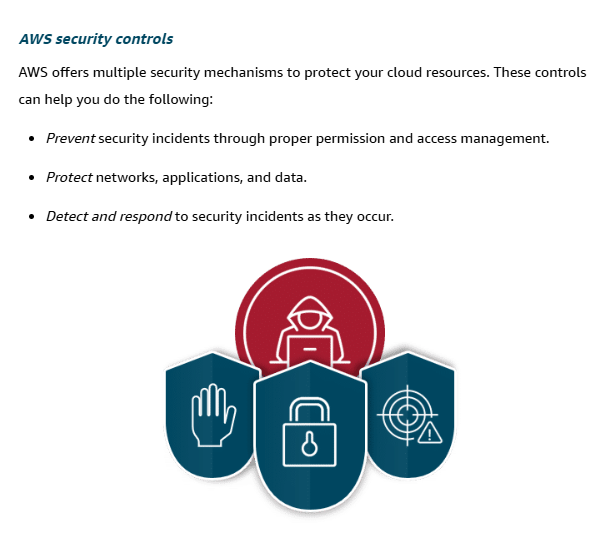 AWS security controls
AWS offers multiple security mechanisms to protect your cloud resources. These controls
can help you do the following:
• Prevent security incidents through proper permission and access management.
• Protect networks, applications, and data.
• Detect and respond to security incidents as they occur.